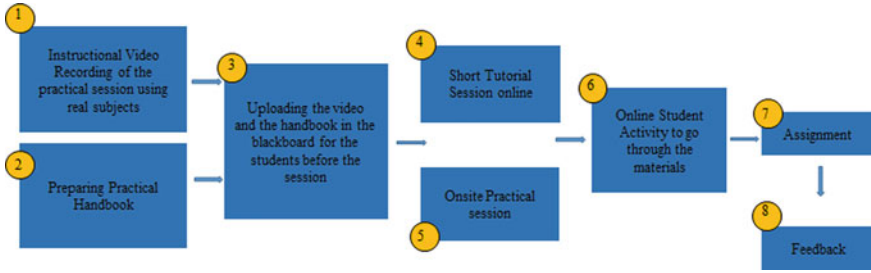 1
Instructional Video
Recording of the
practical session using
real subjects
2
Preparing Practical
Handbook
3
Uploading the video
and the handbook in the
blackboard for the
students before the
session
4
Short Tutorial
Session online
Onsite Practical
session
5
6
Online Student
Activity to go
through the
materials
7
Assignment
8
Feedback